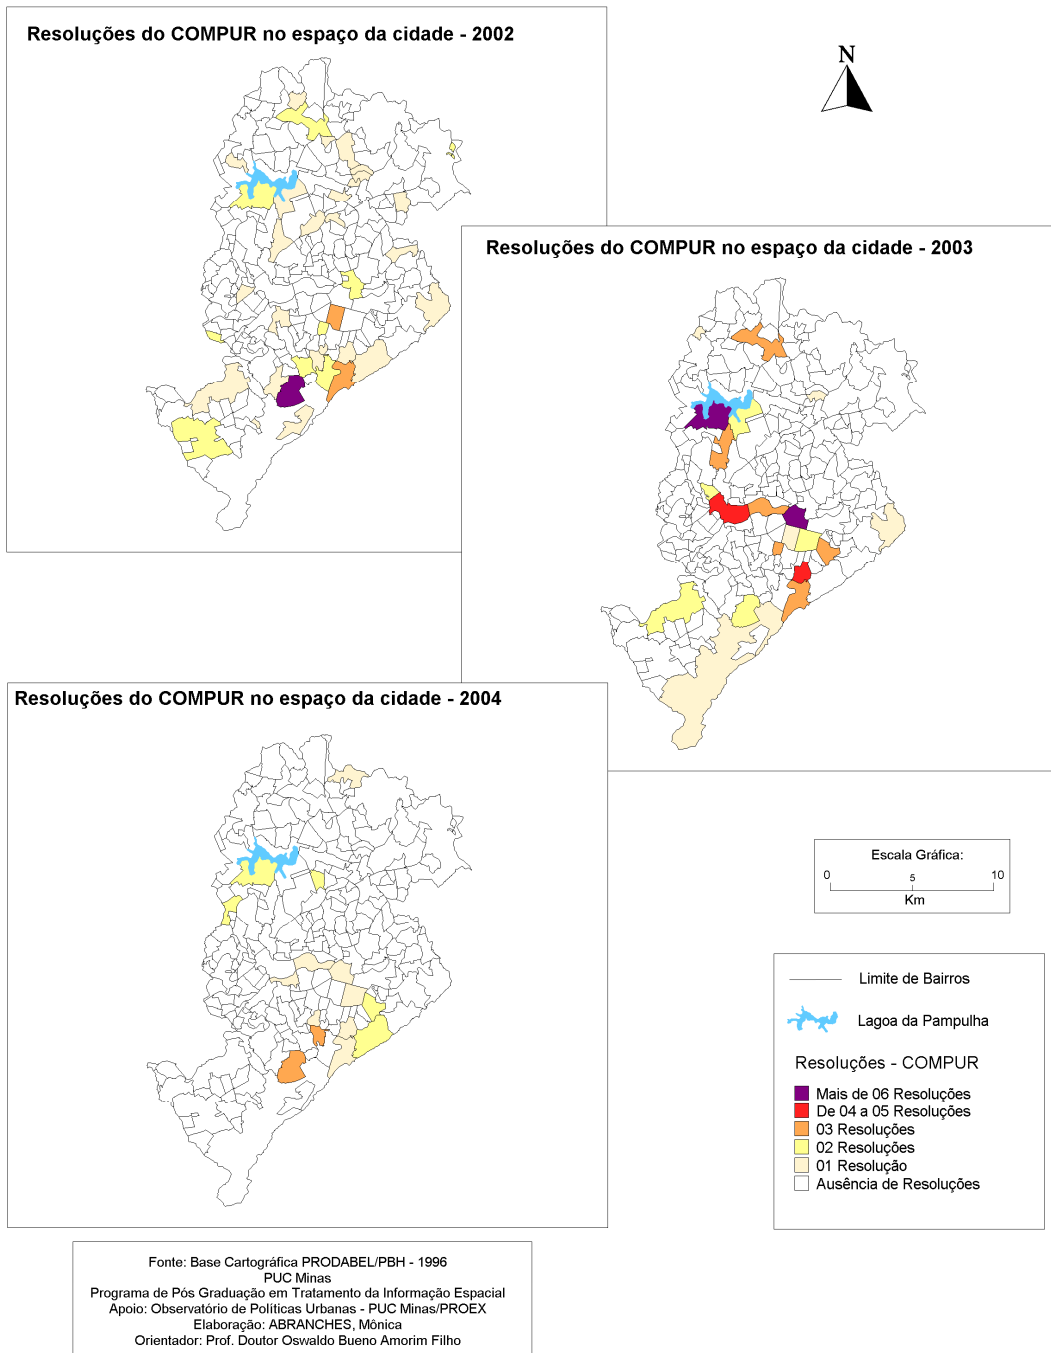 Resoluções do COMPUR no espaço da cidade - 2002
N
Resoluções do COMPUR no espaço da cidade - 2003
Resoluções do COMPUR no espaço da cidade - 2004
Escala Gráfica:
0 5 10
Km
Limite de Bairros
Lagoa da Pampulha
Resoluções - COMPUR
Mais de 06 Resoluções
De 04 a 05 Resoluções
03 Resoluções
02 Resoluções
01 Resolução
Ausência de Resoluções
Fonte: Base Cartográfica PRODABEL/PBH - 1996
PUC Minas
Programa de Pós Graduação em Tratamento da Informação Espacial
Apoio: Observatório de Políticas Urbanas - PUC Minas/PROEX
Elaboração: ABRANCHES, Mônica
Orientador: Prof. Doutor Oswaldo Bueno Amorim Filho